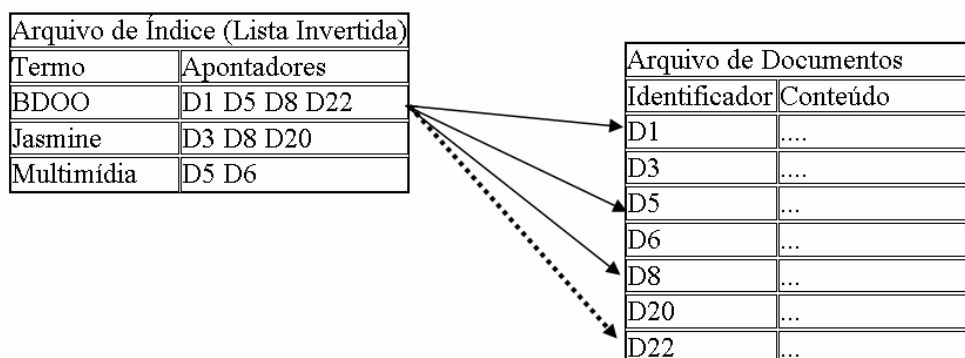 Arquivo de Índice (Lista Invertida)
Termo Apontadores
BDOO D1 D5 D8 D22
Jasmine D3 D8 D20
Multimídia D5 D6
Arquivo de Documentos
Identificador Conteúdo
D1 ....
D3 ....
D5 ...
D6 ...
D8 ...
D20 ...
D22 ...